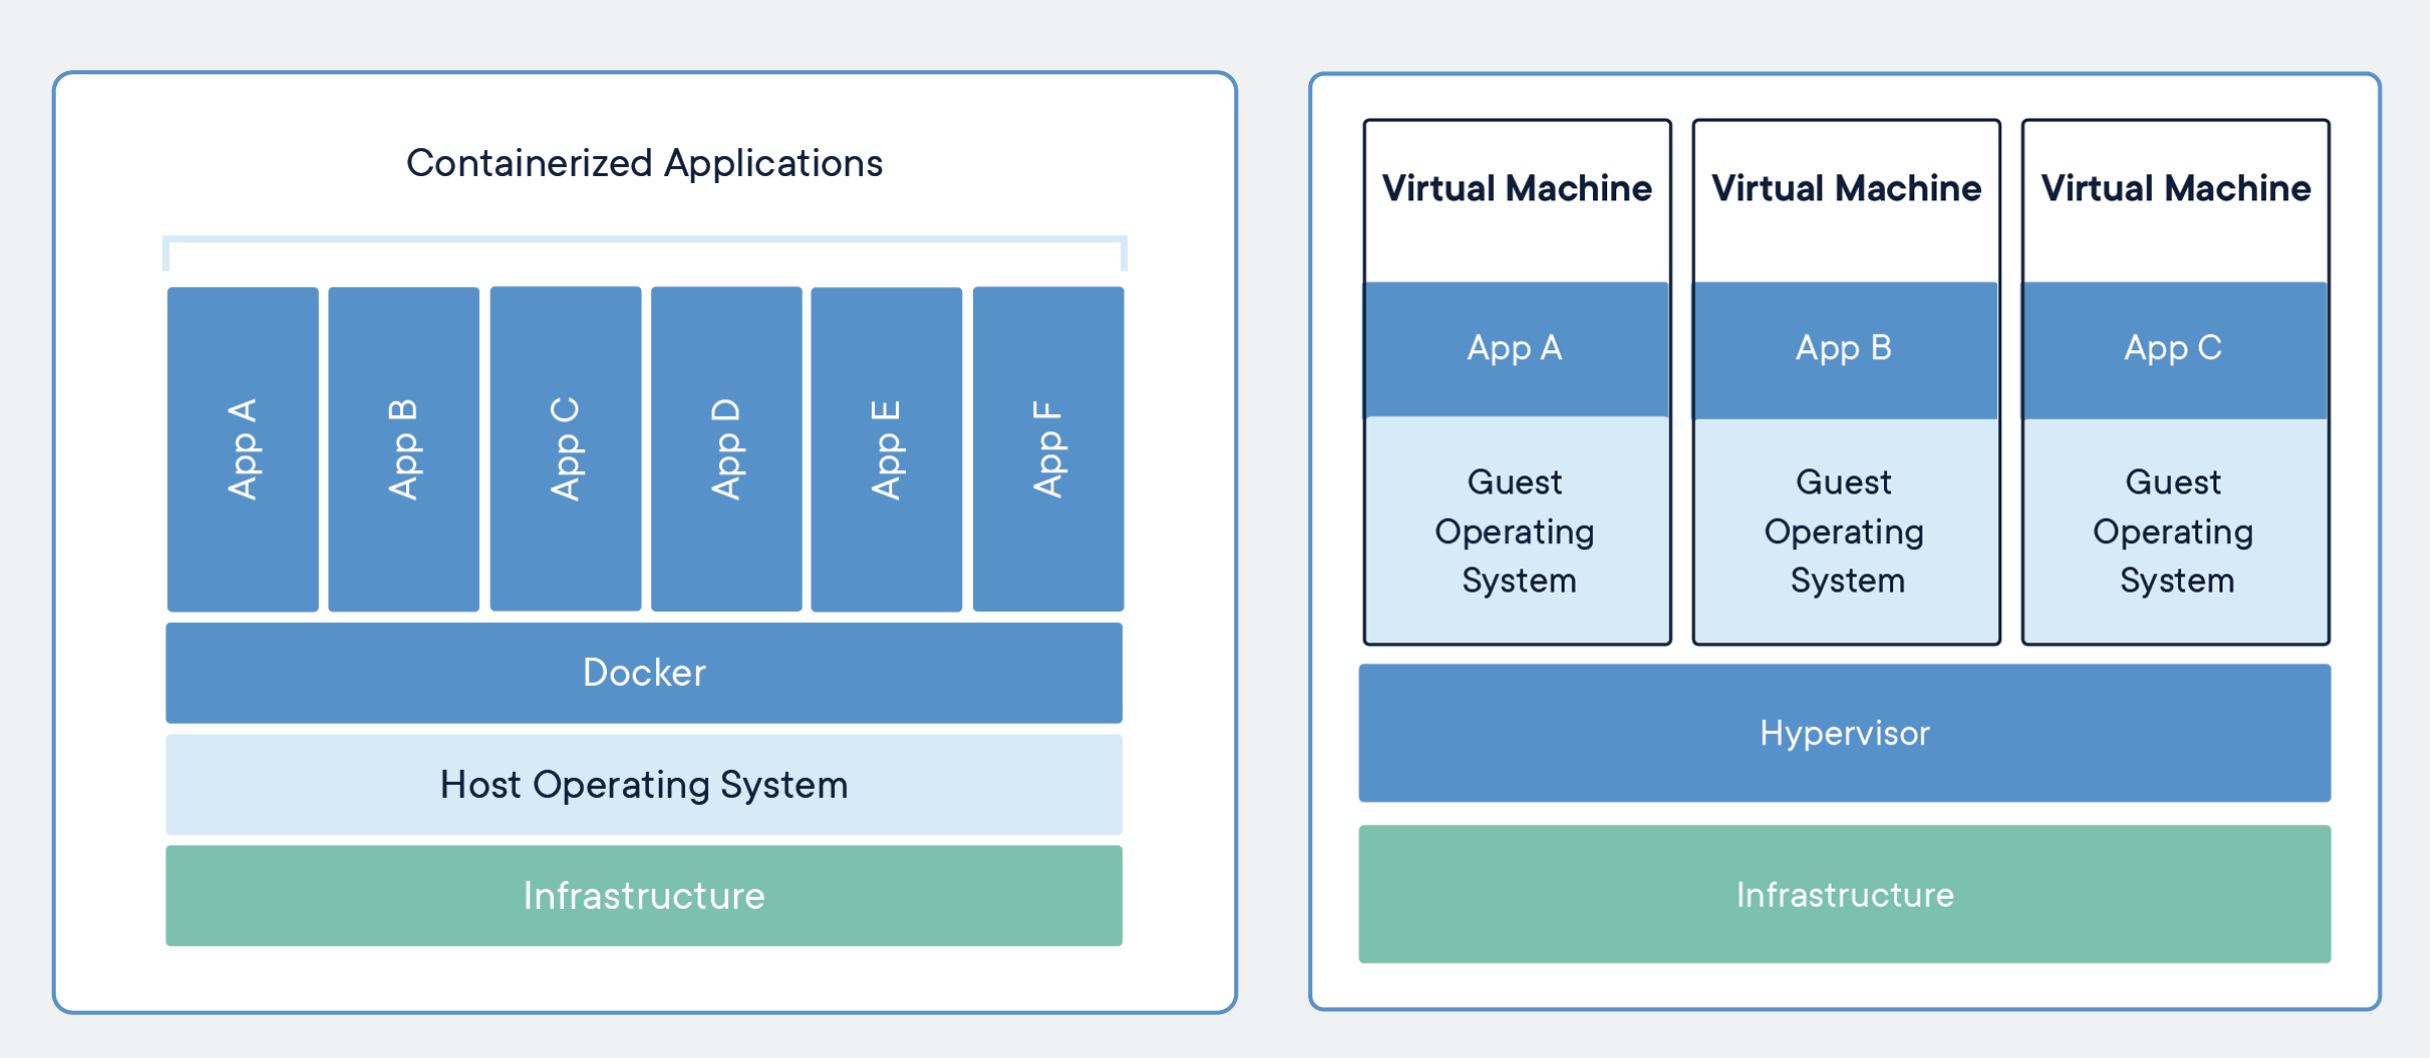 Containerized Applications
App A
App B
App C
App D
App E
App F
Docker
Host Operating System
Infrastructure
Virtual Machine
App A
Guest
Operating
System
Virtual Machine
App B
Guest
Operating
System
Virtual Machine
App C
Guest
Operating
System
Hypervisor
Infrastructure